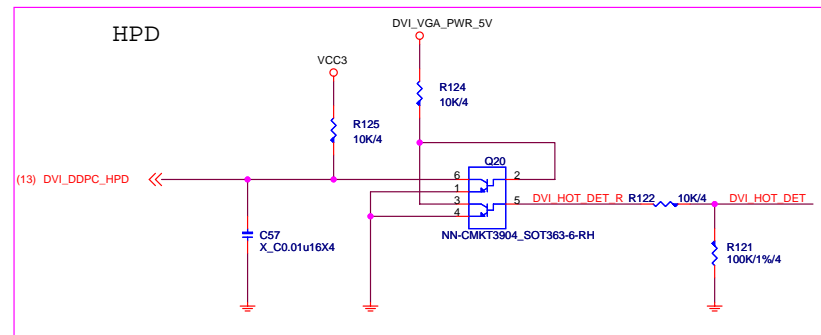 HPD
DVI_VGA_PWR_5V
VCC3
R124
10K/4
R125
10K/4
Q20
(13) DVI_DDPC_HPD
6
2
1
3
5
4
DVI_HOT_DET_R
R122
10K/4
DVI_HOT_DET
NN-CMKT3904_SOT363-6-RH
C57
X_C0.01u16X4
R121
100K/1%/4